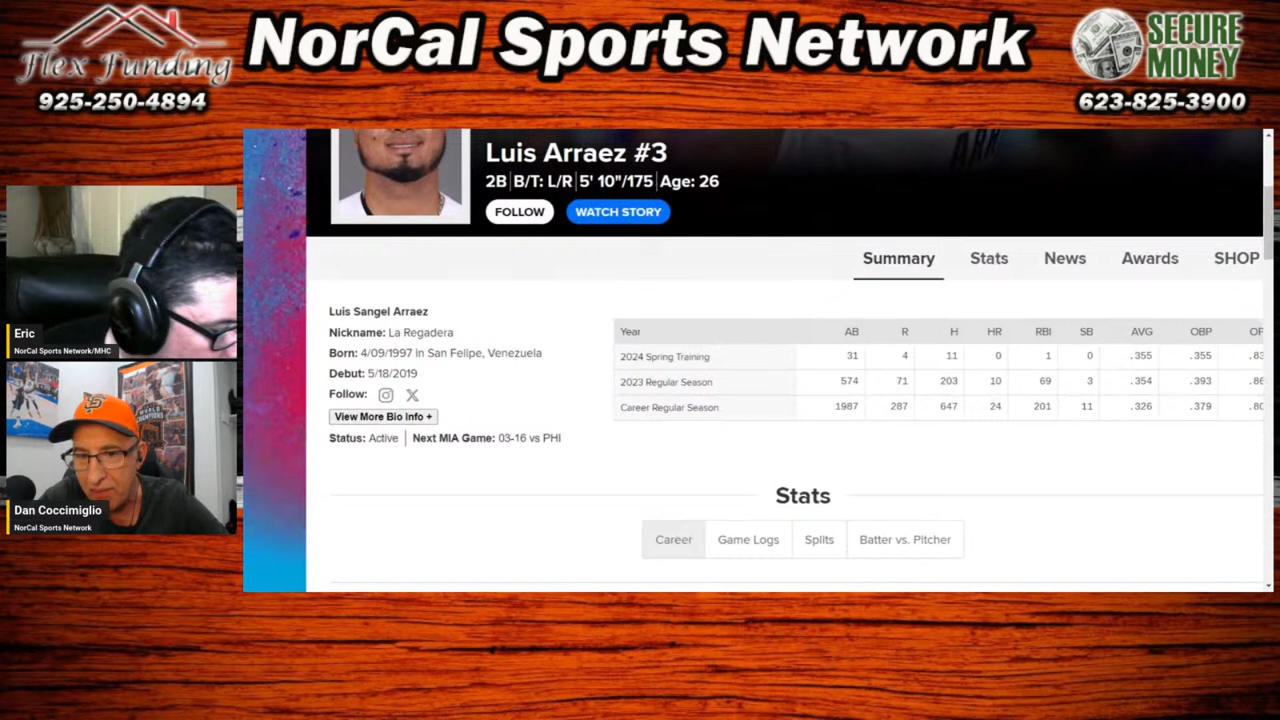 Flex Funding
925-250-4894
NorCal Sports Network
SECURE
MONEY
623-825-3900
Luis Arraez #3
2B B/T: L/R 5' 10"/175 Age: 26
FOLLOW WATCH STORY
Summary Stats News Awards SHOP
Luis Sangel Arraez
Nickname: La Regadera
Born: 4/09/1997 in San Felipe, Venezuela
Debut: 5/18/2019
Follow:
View More Bio Info +
Status: Active Next MIA Game: 03-16 vs PHI
Year AB R H HR RBI SB AVG OBP
2024 Spring Training 31 4 11 0 1 0 .355 .355
2023 Regular Season 574 71 203 10 69 3 .354 .393
Career Regular Season 1987 287 647 24 201 11 .326 .379
Stats
Career Game Logs Splits Batter vs. Pitcher
Eric
NorCal Sports Network/MHC
Dan Coccimiglio
NorCal Sports Network